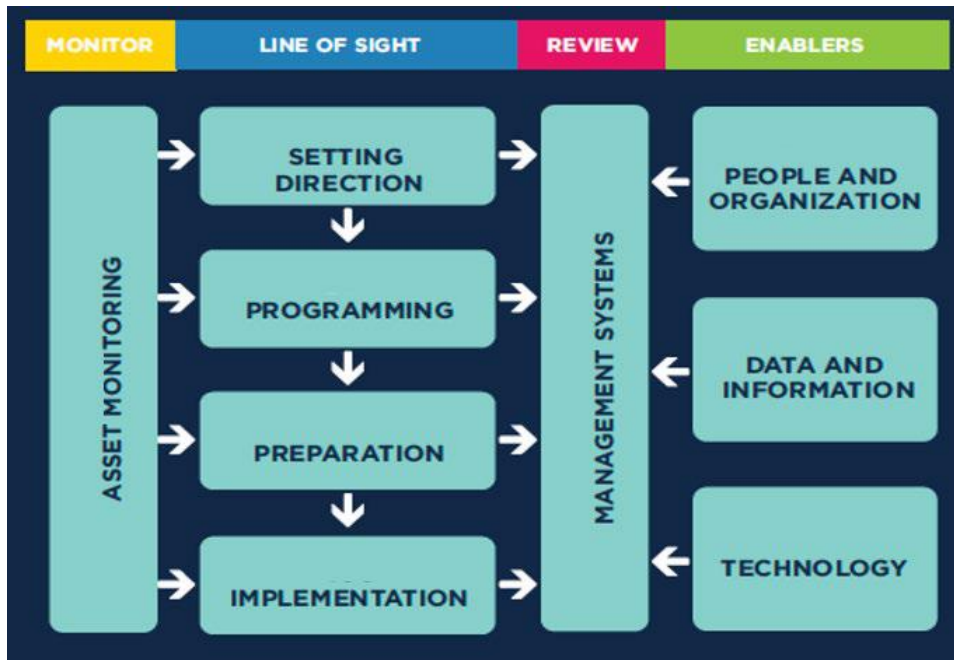 MONITOR
LINE OF SIGHT
REVIEW
ENABLERS
ASSET MONITORING
SETTING
DIRECTION
PROGRAMMING
PREPARATION
IMPLEMENTATION
MANAGEMENT SYSTEMS
PEOPLE AND
ORGANIZATION
DATA AND
INFORMATION
TECHNOLOGY